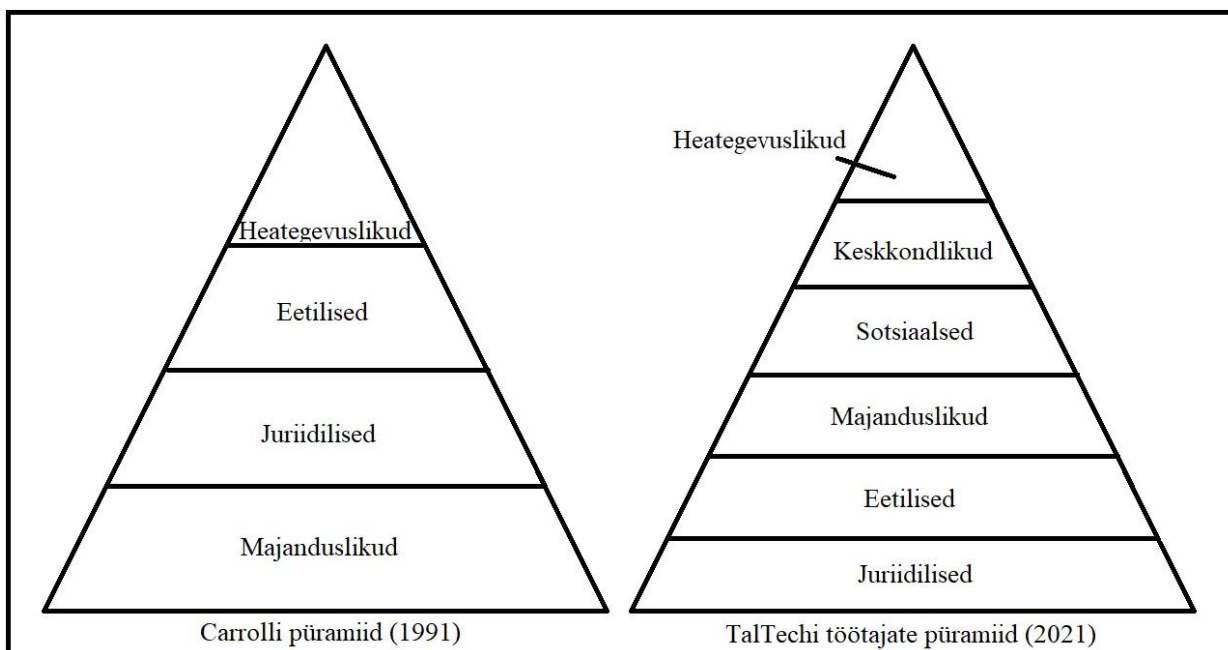 Heategevuslikud
Eetilised
Juriidilised
Majanduslikud
Carrolli püramiid (1991)
Heategevuslikud
Keskkondlikud
Sotsiaalsed
Majanduslikud
Eetilised
Juriidilised
TalTechi töötajate püramiid (2021)